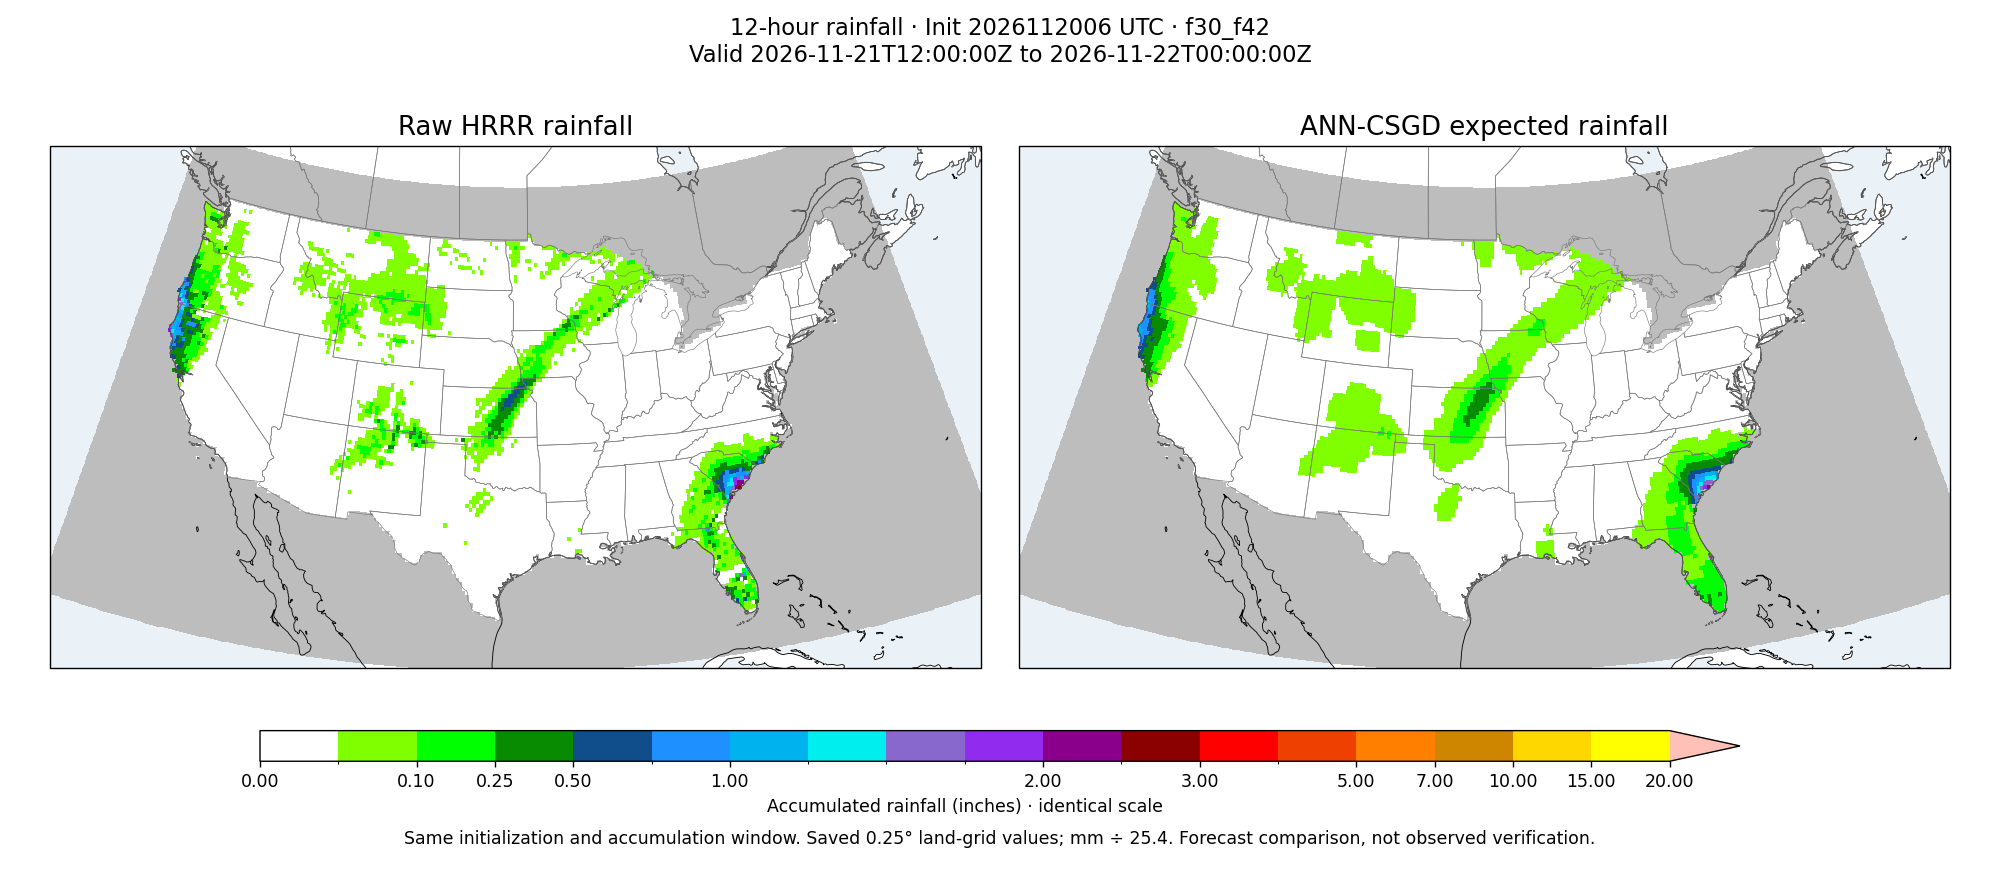 12-hour rainfall · Init 2026112006 UTC · f30_f42
Valid 2026-11-21T12:00:00Z to 2026-11-22T00:00:00Z
Raw HRRR rainfall
ANN-CSGD expected rainfall
0.00 0.10 0.25 0.50 1.00 2.00 3.00 5.00 7.00 10.00 15.00 20.00
Accumulated rainfall (inches) · identical scale
Same initialization and accumulation window. Saved 0.25° land-grid values; mm ÷ 25.4. Forecast comparison, not observed verification.